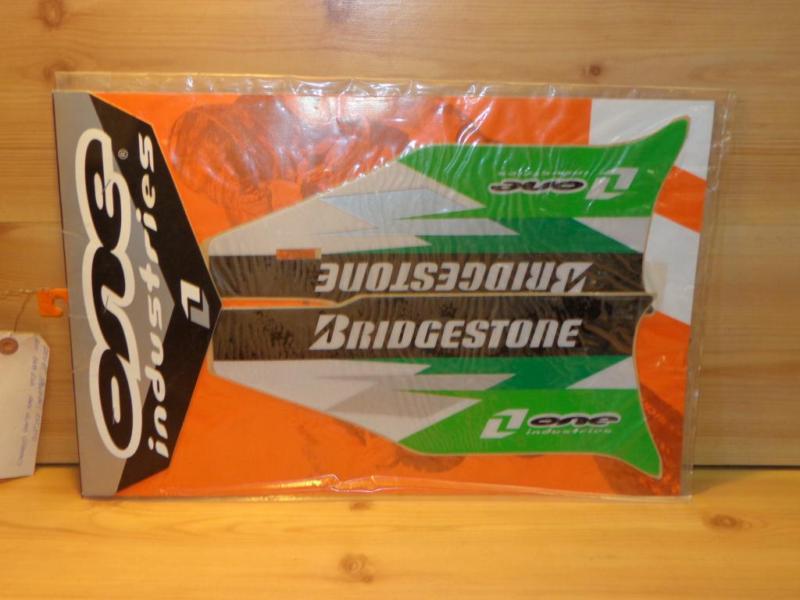 one®
industries
one
industries
BRIDGESTONE
BRIDGESTONE
one
industries